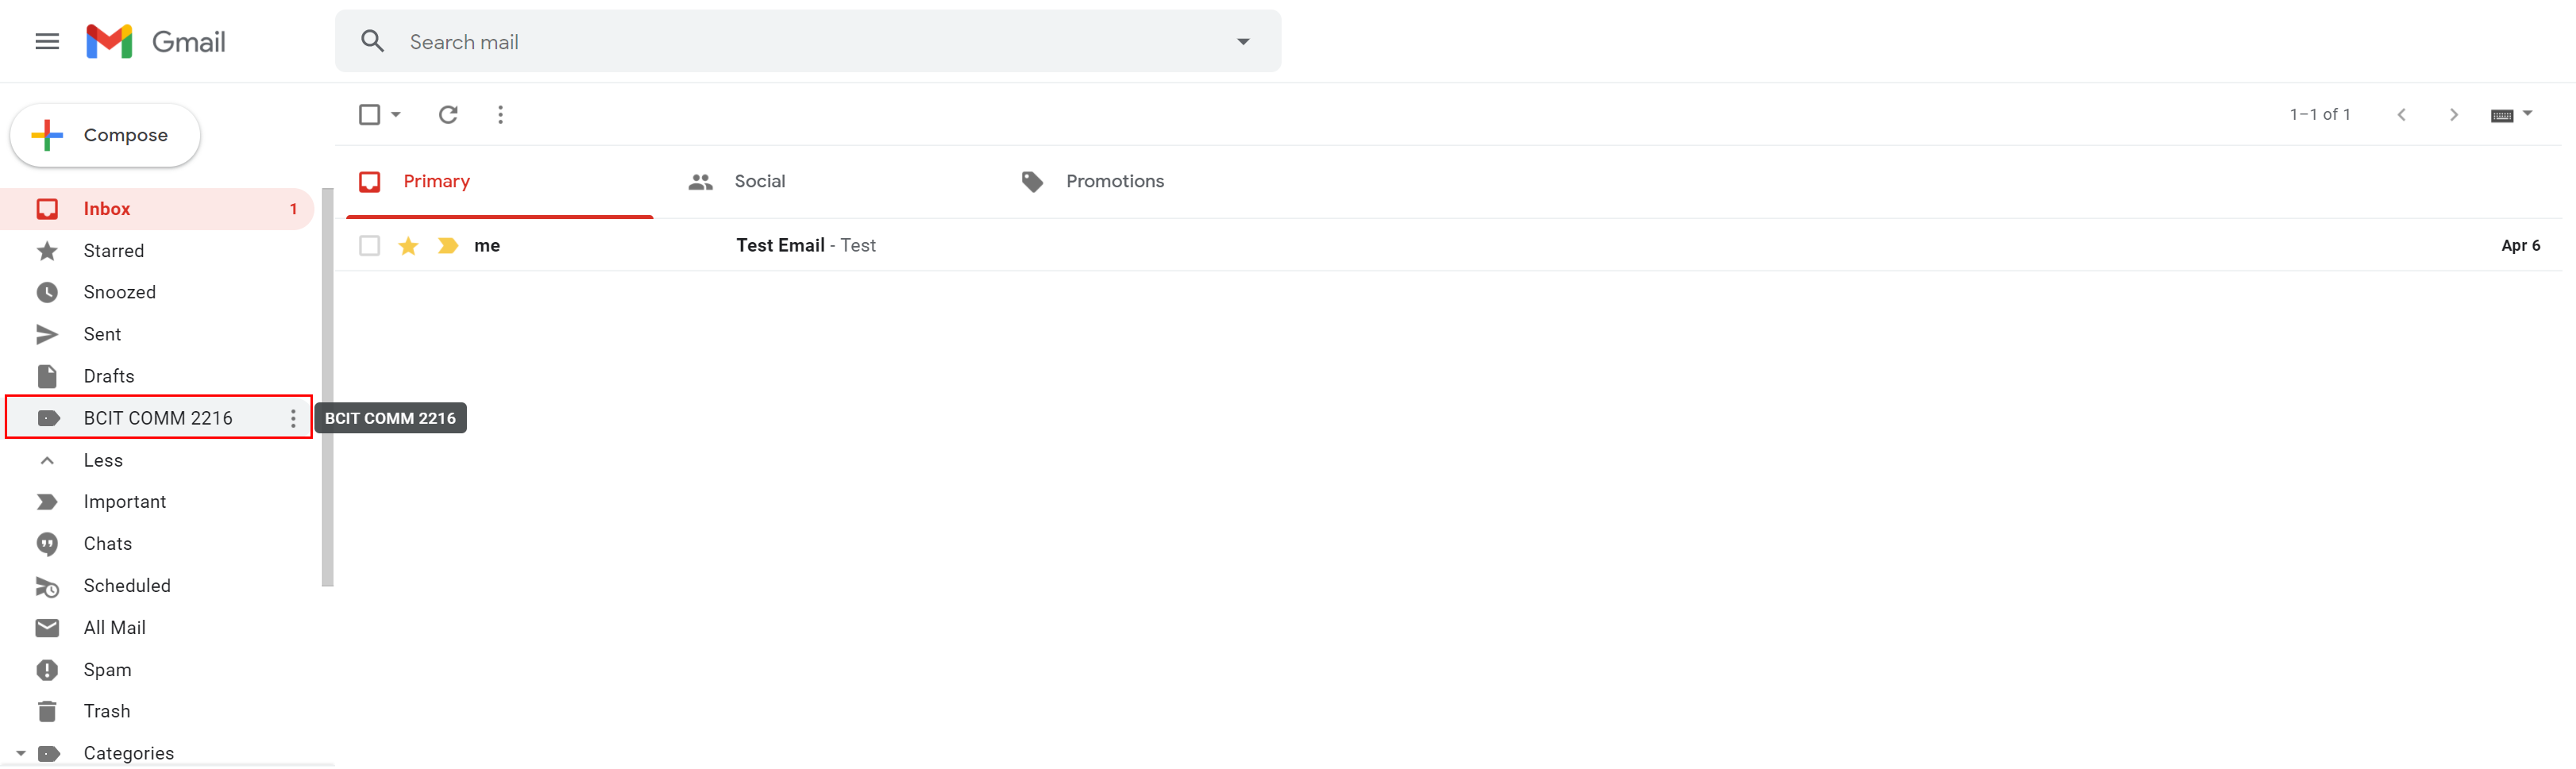 Gmail
Search mail
Compose
1–1 of 1
Primary
Social
Promotions
Inbox 1
me Test Email - Test Apr 6
Starred
Snoozed
Sent
Drafts
BCIT COMM 2216
BCIT COMM 2216
Less
Important
Chats
Scheduled
All Mail
Spam
Trash
Categories